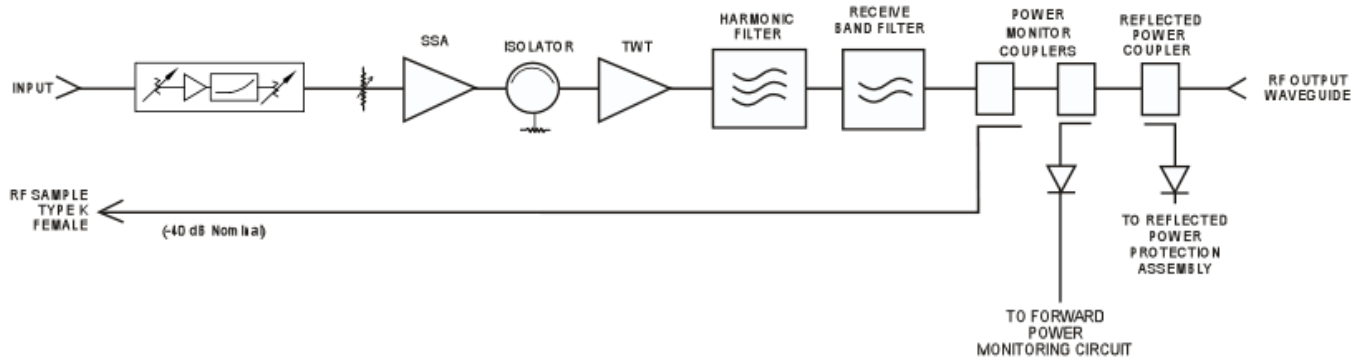 INPUT
SSA
ISOLATOR
TWT
HARMONIC
FILTER
RECEIVE
BAND FILTER
POWER
MONITOR
COUPLERS
REFLECTED
POWER
COUPLER
RF OUTPUT
WAVEGUIDE
RF SAMPLE
TYPE K
FEMALE
(-40 dB Nominal)
TO REFLECTED
POWER
PROTECTION
ASSEMBLY
TO FORWARD
POWER
MONITORING CIRCUIT